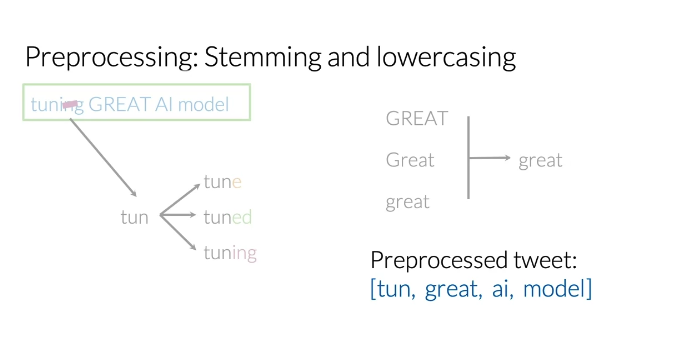 Preprocessing: Stemming and lowercasing
tuning GREAT AI model
tun
tune
tuned
tuning
GREAT
Great
great
great
Preprocessed tweet:
[tun, great, ai, model]